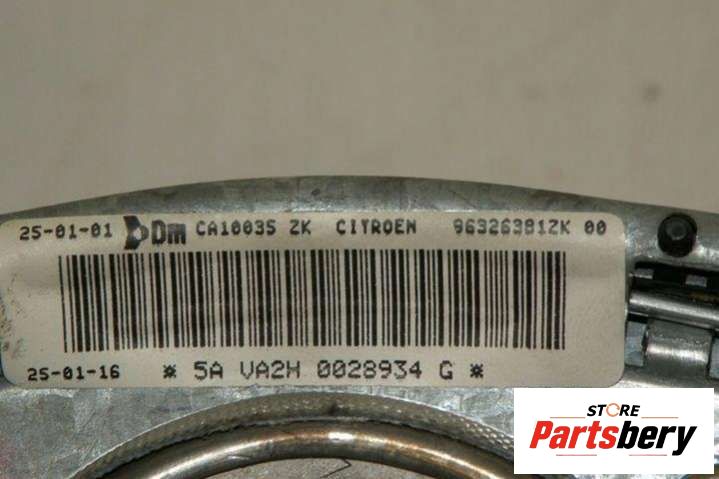 25-01-01 Dm CA10035 ZK CITROEN 96326381ZK 00
25-01-16 * 5A VA2H 0028934 G *
STORE
Partsbery